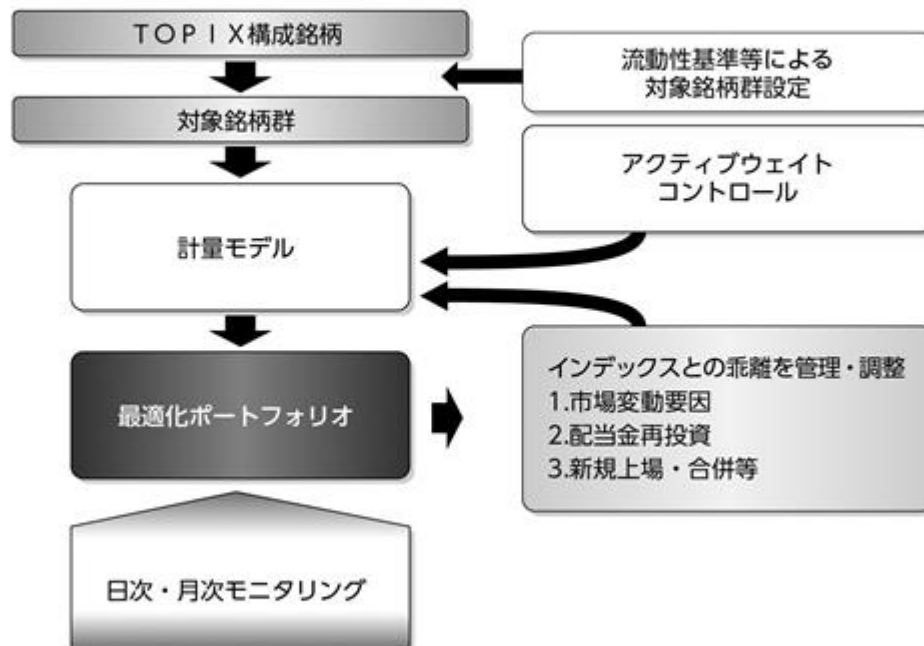 TOPIX構成銘柄
流動性基準等による
対象銘柄群設定
対象銘柄群
アクティブウェイト
コントロール
計量モデル
最適化ポートフォリオ
インデックスとの乖離を管理・調整
1.市場変動要因
2.配当金再投資
3.新規上場・合併等
日次・月次モニタリング